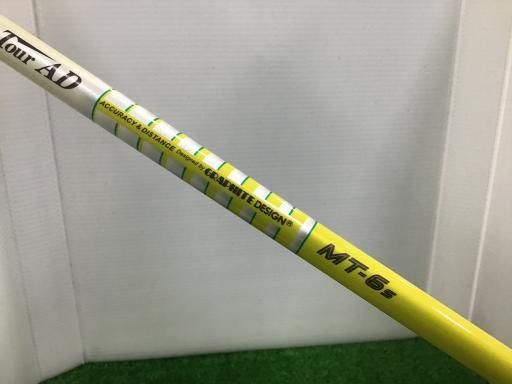 Tour AD
ACCURACY & DISTANCE Designed by GRAPHITE DESIGN®
MT-6s